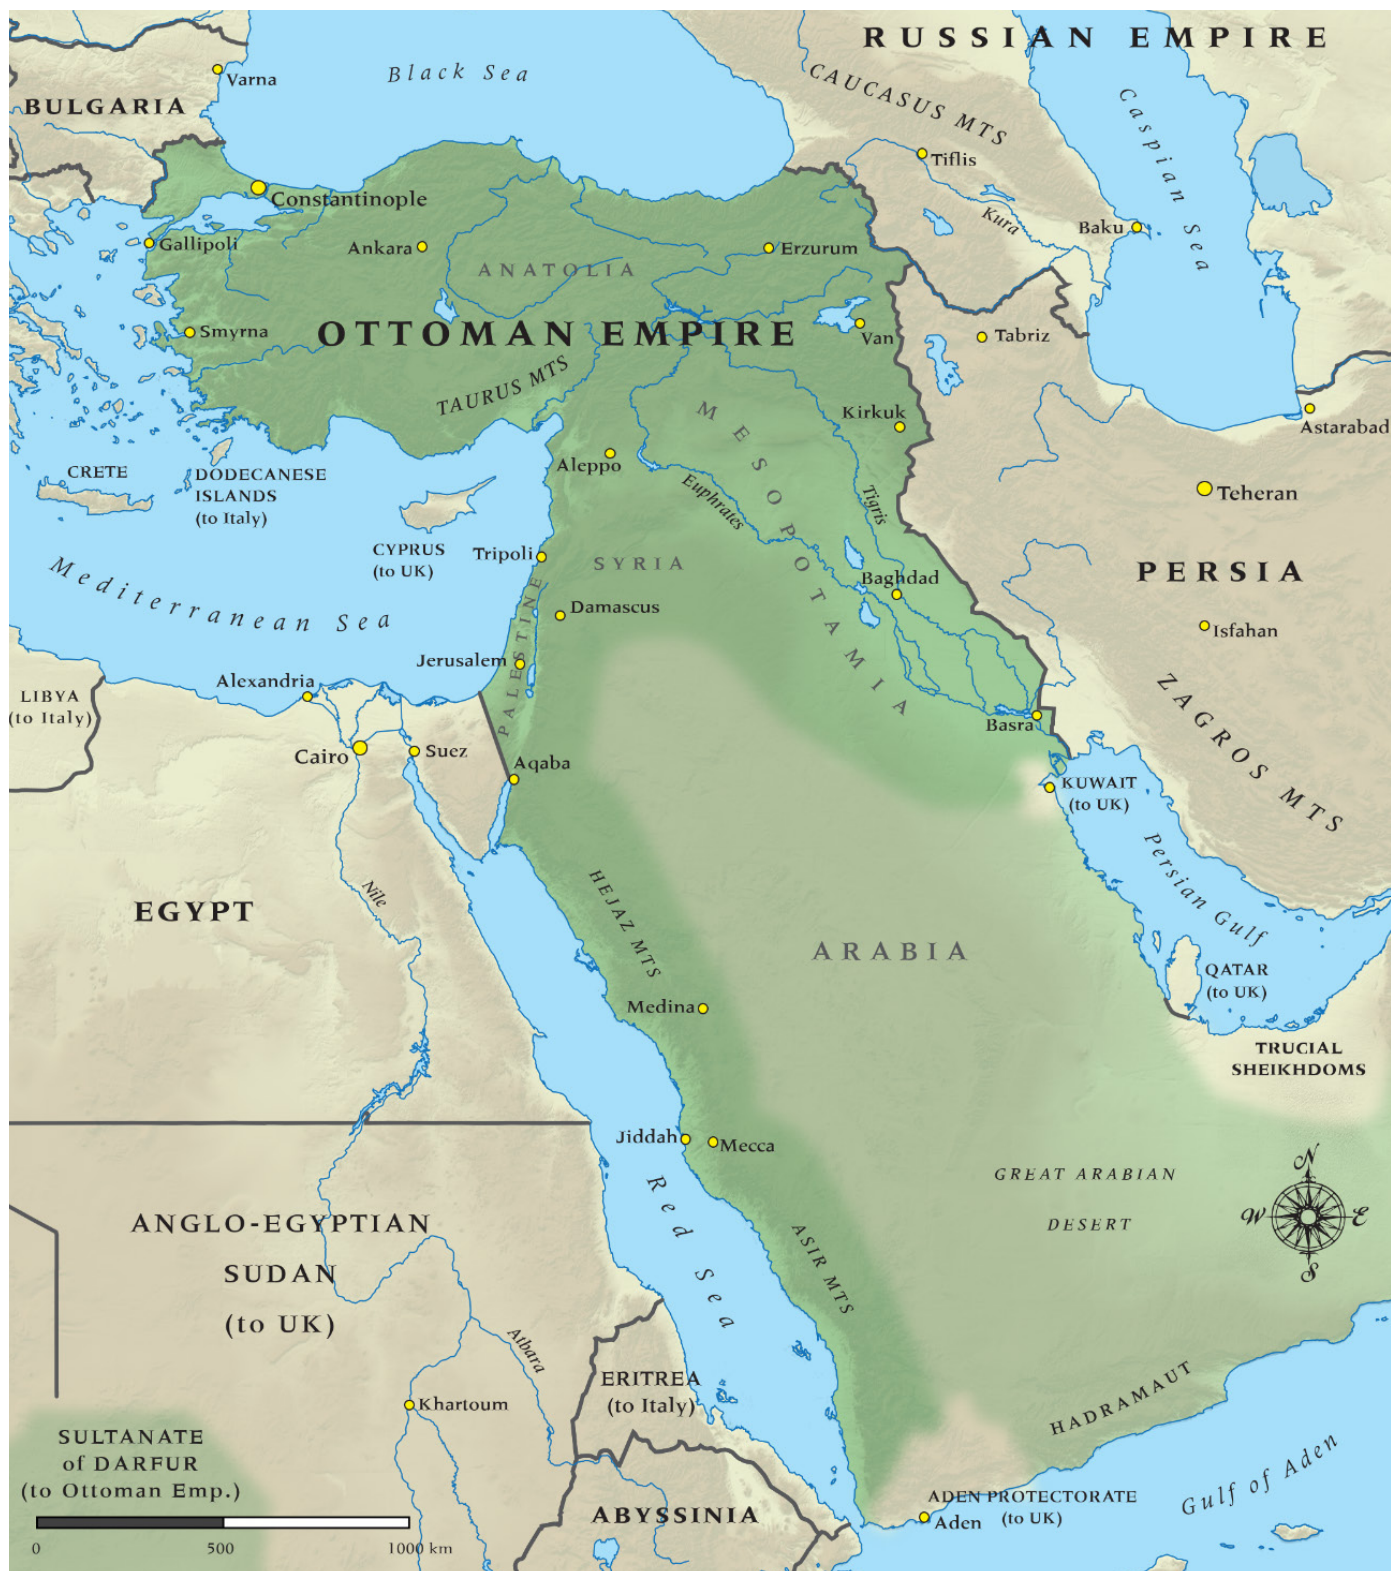 RUSSIAN EMPIRE
Black Sea
CAUCASUS MTS
Caspian Sea
Varna
BULGARIA
Tiflis
Constantinople
Kura
Baku
Gallipoli
Ankara
Erzurum
ANATOLIA
Smyrna
OTTOMAN EMPIRE
Van
Tabriz
TAURUS MTS
MESOPOTAMIA
Kirkuk
Astarabad
CRETE
DODECANESE
ISLANDS
(to Italy)
Aleppo
Euphrates
Tigris
Teheran
CYPRUS
(to UK)
Tripoli
SYRIA
Baghdad
PERSIA
Mediterranean Sea
Damascus
PALESTINE
Isfahan
Jerusalem
Alexandria
LIBYA
(to Italy)
Cairo
Suez
Aqaba
Basra
ZAGROS MTS
KUWAIT
(to UK)
Persian Gulf
Nile
EGYPT
HEJAZ MTS
ARABIA
QATAR
(to UK)
Medina
TRUCIAL
SHEIKHDOMS
Jiddah
Mecca
Red Sea
GREAT ARABIAN
DESERT
N
W
E
S
ANGLO-EGYPTIAN
SUDAN
(to UK)
ASIR MTS
Atbara
ERITREA
(to Italy)
Khartoum
HADRAMAUT
SULTANATE
of DARFUR
(to Ottoman Emp.)
Gulf of Aden
ABYSSINIA
ADEN PROTECTORATE
(to UK)
Aden
0 500 1000 km